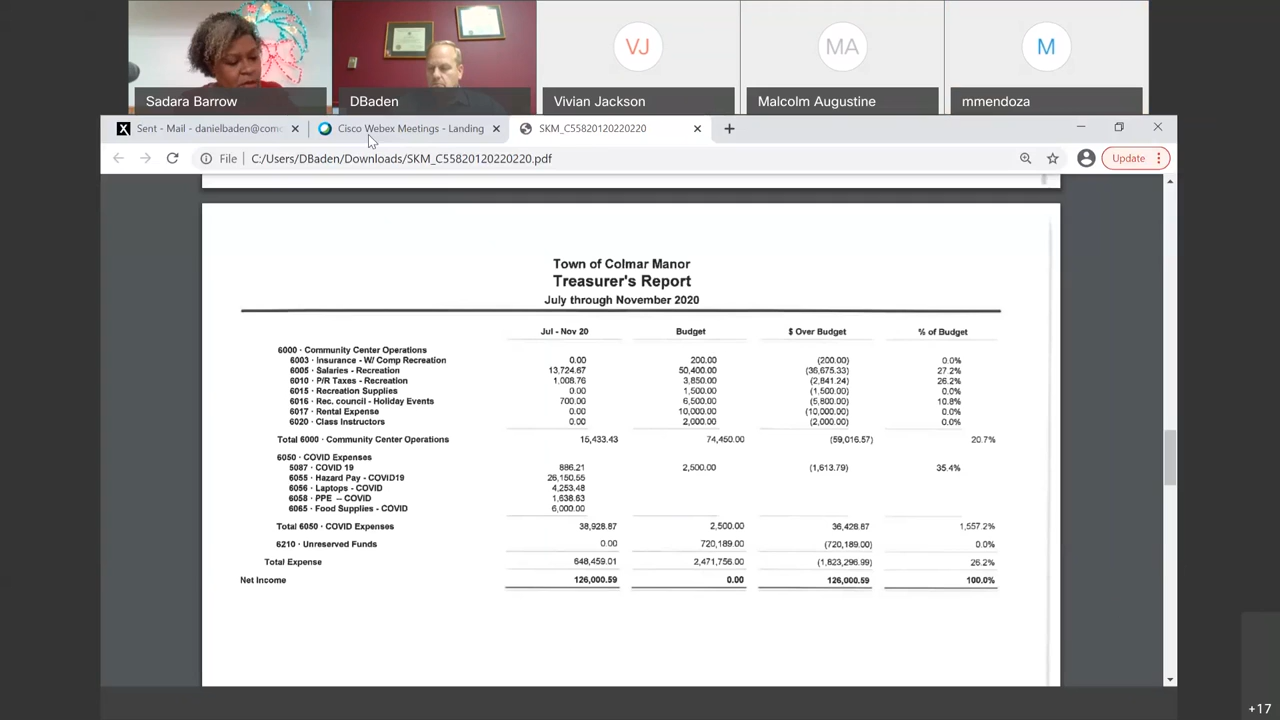 VJ
MA
M
Sadara Barrow
DBaden
Vivian Jackson
Malcolm Augustine
mmendoza
X Sent - Mail - danielbaden@comc
Cisco Webex Meetings - Landing
SKM_C55820120220220
File C:/Users/DBaden/Downloads/SKM_C55820120220220.pdf
Update
Town of Colmar Manor
Treasurer's Report
July through November 2020
Jul - Nov 20 Budget $ Over Budget % of Budget
6000 · Community Center Operations
6003 · Insurance - W/ Comp Recreation 0.00 200.00 (200.00) 0.0%
6005 · Salaries - Recreation 13,724.67 50,400.00 (36,675.33) 27.2%
6010 · P/R Taxes - Recreation 1,008.76 3,850.00 (2,841.24) 26.2%
6015 · Recreation Supplies 0.00 1,500.00 (1,500.00) 0.0%
6016 · Rec. council - Holiday Events 700.00 6,500.00 (5,800.00) 10.8%
6017 · Rental Expense 0.00 10,000.00 (10,000.00) 0.0%
6020 · Class Instructors 0.00 2,000.00 (2,000.00) 0.0%
Total 6000 · Community Center Operations 15,433.43 74,450.00 (59,016.57) 20.7%
6050 · COVID Expenses
5087 · COVID 19 886.21 2,500.00 (1,613.79) 35.4%
6055 · Hazard Pay - COVID19 26,150.55
6056 · Laptops - COVID 4,253.48
6058 · PPE -- COVID 1,638.63
6065 · Food Supplies - COVID 6,000.00
Total 6050 · COVID Expenses 38,928.87 2,500.00 36,428.87 1,557.2%
6210 · Unreserved Funds 0.00 720,189.00 (720,189.00) 0.0%
Total Expense 648,459.01 2,471,756.00 (1,823,296.99) 26.2%
Net Income 126,000.59 0.00 126,000.59 100.0%
+17